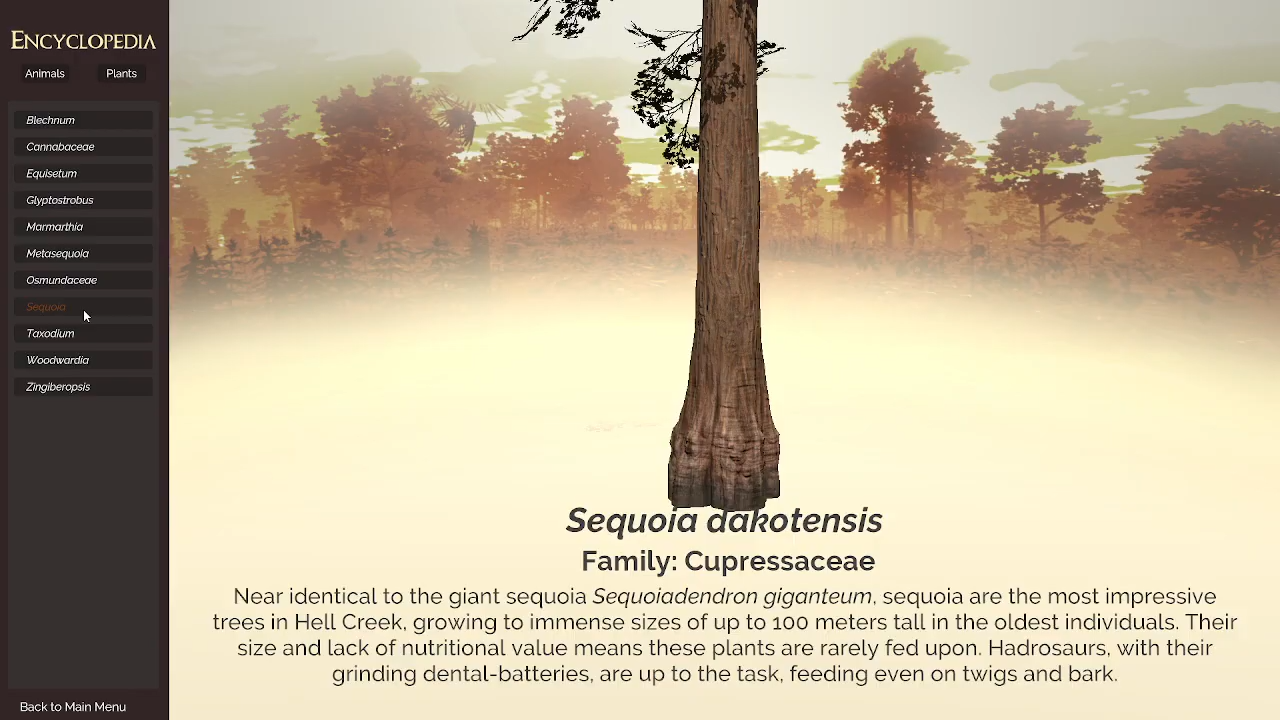 ENCYCLOPEDIA
Animals Plants
Blechnum
Cannabaceae
Equisetum
Glyptostrobus
Marmarthia
Metasequoia
Osmundaceae
Sequoia
Taxodium
Woodwardia
Zingiberopsis
Back to Main Menu
Sequoia dakotensis
Family: Cupressaceae
Near identical to the giant sequoia Sequoiadendron giganteum, sequoia are the most impressive
trees in Hell Creek, growing to immense sizes of up to 100 meters tall in the oldest individuals. Their
size and lack of nutritional value means these plants are rarely fed upon. Hadrosaurs, with their
grinding dental-batteries, are up to the task, feeding even on twigs and bark.